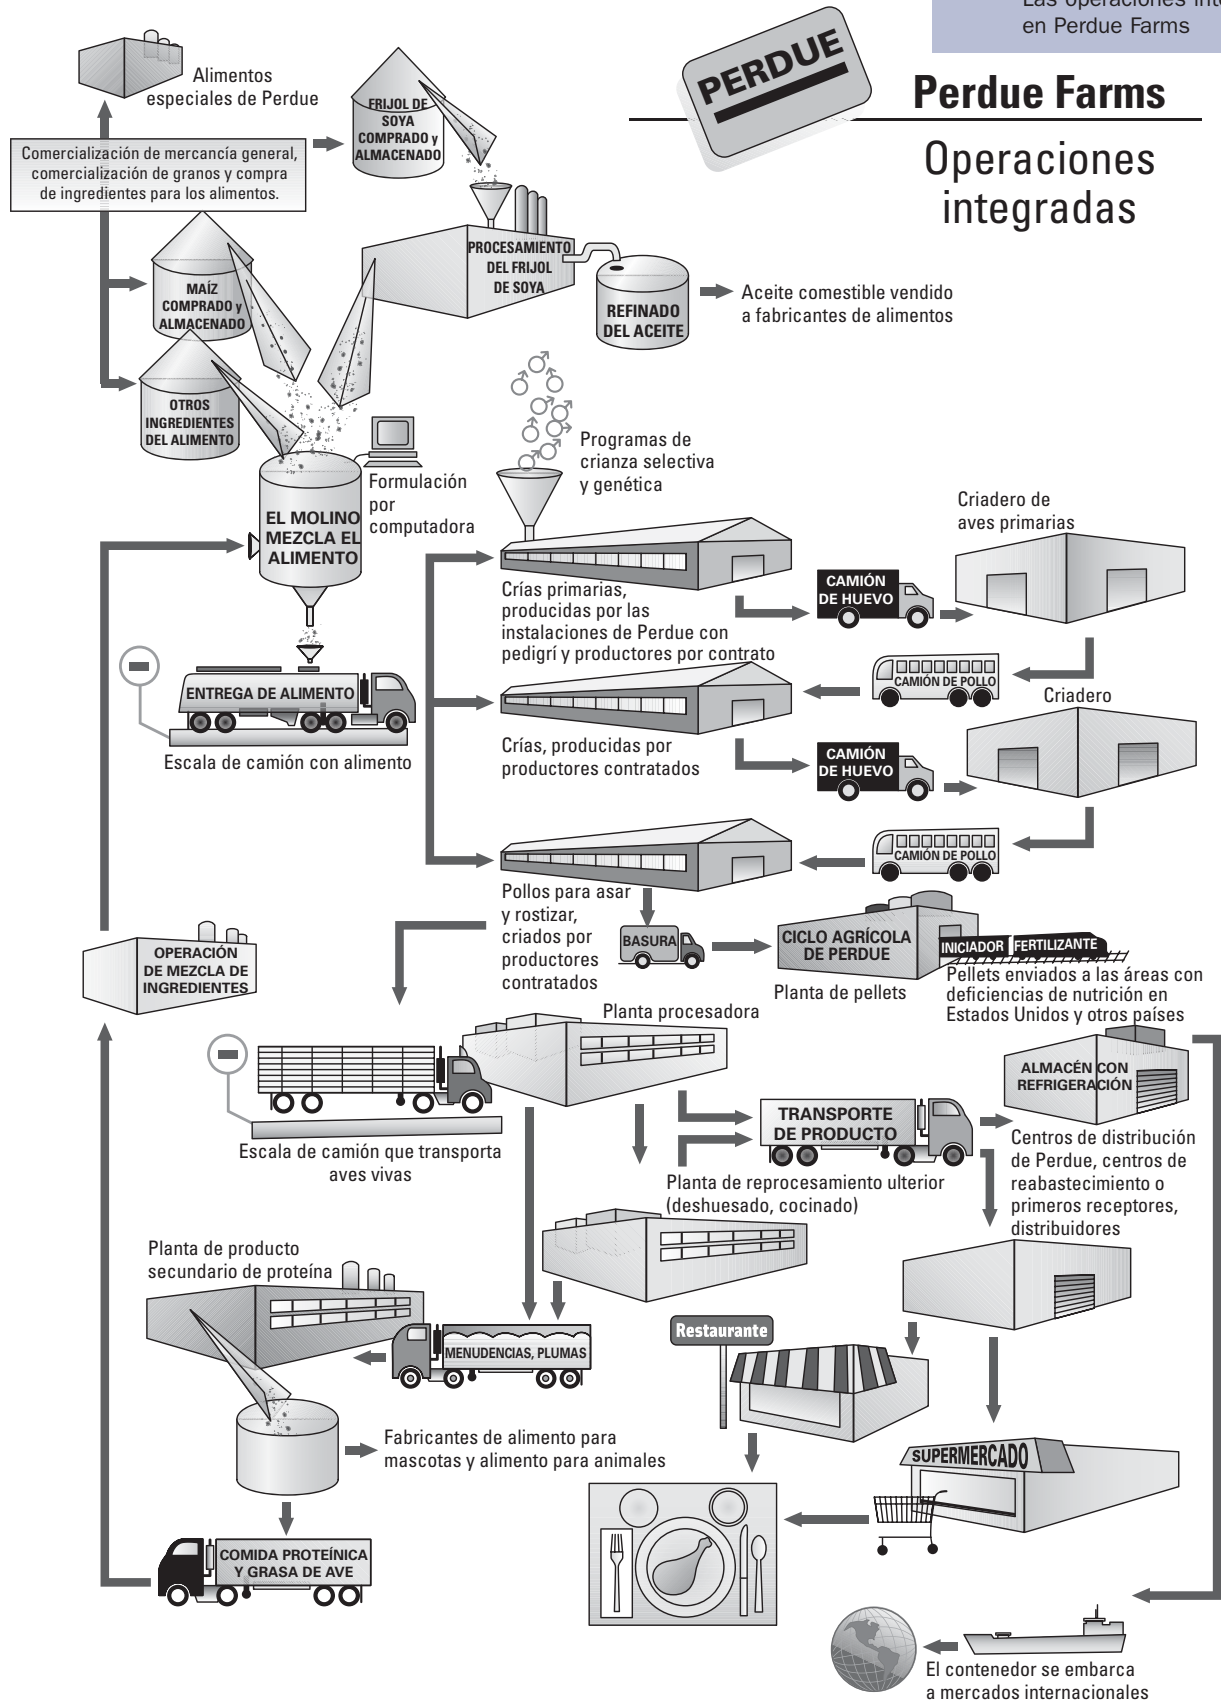 Las operaciones
en Perdue Farms
PERDUE
Perdue Farms
Operaciones
integradas
Alimentos
especiales de Perdue
FRIJOL DE
SOYA
COMPRADO y
ALMACENADO
Comercialización de mercancía general,
comercialización de granos y compra
de ingredientes para los alimentos.
PROCESAMIENTO
DEL FRIJOL
DE SOYA
MAÍZ
COMPRADO y
ALMACENADO
REFINADO
DEL ACEITE
Aceite comestible vendido
a fabricantes de alimentos
OTROS
INGREDIENTES
DEL ALIMENTO
Formulación
por
computadora
EL MOLINO
MEZCLA EL
ALIMENTO
Programas de
crianza selectiva
y genética
Criadero de
aves primarias
CAMIÓN
DE HUEVO
Crías primarias,
producidas por las
instalaciones de Perdue con
pedigrí y productores por contrato
CAMIÓN DE POLLO
ENTREGA DE ALIMENTO
Escala de camión con alimento
Criadero
Crías, producidas por
productores contratados
CAMIÓN
DE HUEVO
CAMIÓN DE POLLO
Pollos para asar
y rostizar,
criados por
productores
contratados
BASURA
CICLO AGRÍCOLA
DE PERDUE
INICIADOR FERTILIZANTE
Planta de pellets
Pellets enviados a las áreas con
deficiencias de nutrición en
Estados Unidos y otros países
OPERACIÓN
DE MEZCLA DE
INGREDIENTES
Planta procesadora
ALMACÉN CON
REFRIGERACIÓN
Escala de camión que transporta
aves vivas
TRANSPORTE
DE PRODUCTO
Centros de distribución
de Perdue, centros de
reabastecimiento o
primeros receptores,
distribuidores
Planta de reprocesamiento ulterior
(deshuesado, cocinado)
Planta de producto
secundario de proteína
MENUDENCIAS, PLUMAS
Restaurante
Fabricantes de alimento para
mascotas y alimento para animales
SUPERMERCADO
COMIDA PROTEÍNICA
Y GRASA DE AVE
El contenedor se embarca
a mercados internacionales